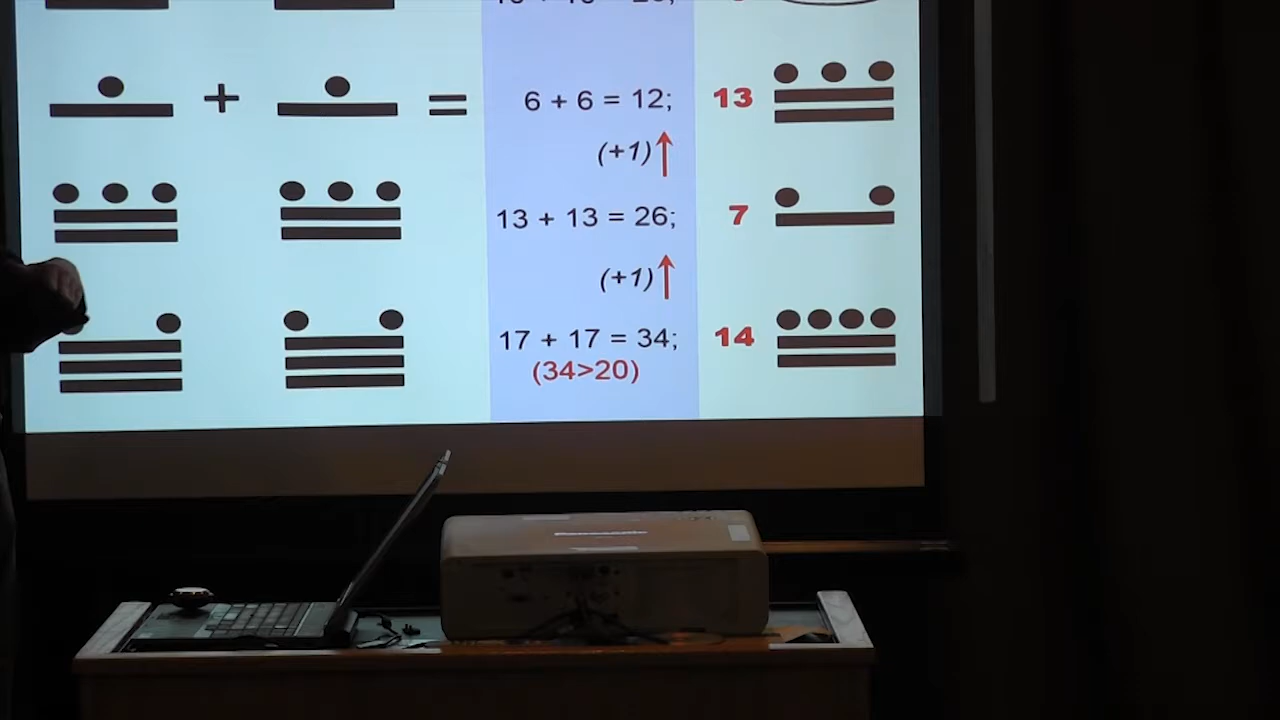 + = 6 + 6 = 12; 13
(+1)
13 + 13 = 26; 7
(+1)
17 + 17 = 34; 14
(34>20)